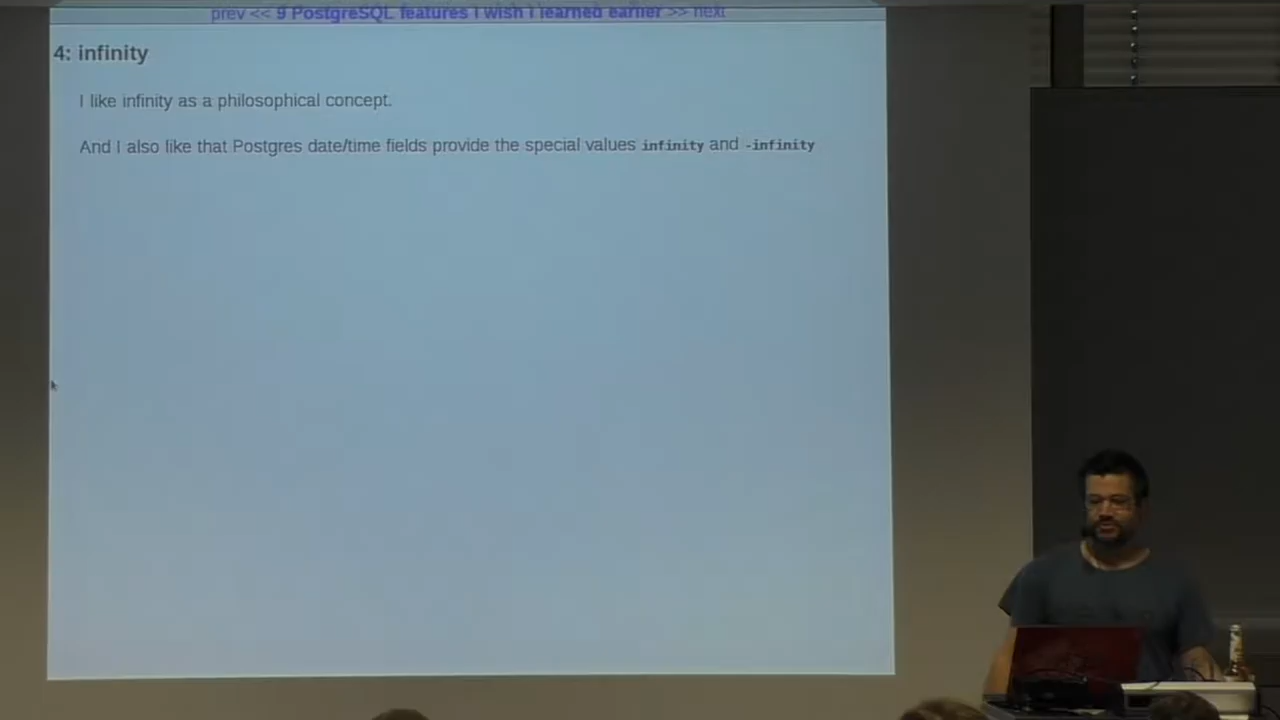 prev << 9 PostgreSQL features I wish I learned earlier >> next
4: infinity
I like infinity as a philosophical concept.
And I also like that Postgres date/time fields provide the special values infinity and -infinity